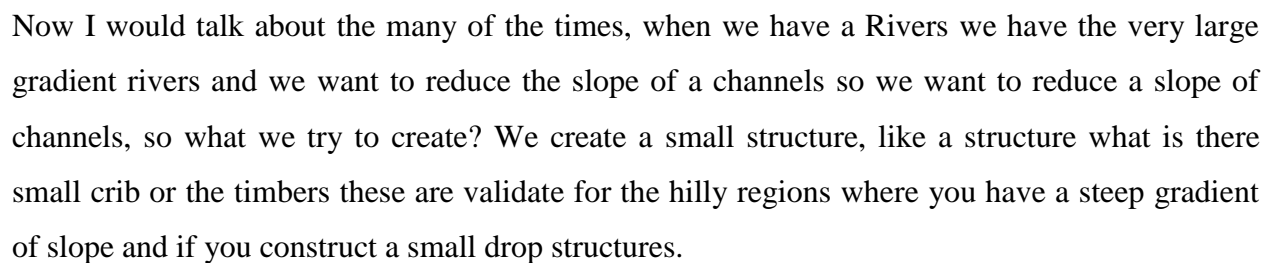 Now I would talk about the many of the times, when we have a Rivers we have the very large
gradient rivers and we want to reduce the slope of a channels so we want to reduce a slope of
channels, so what we try to create? We create a small structure, like a structure what is there
small crib or the timbers these are validate for the hilly regions where you have a steep gradient
of slope and if you construct a small drop structures.